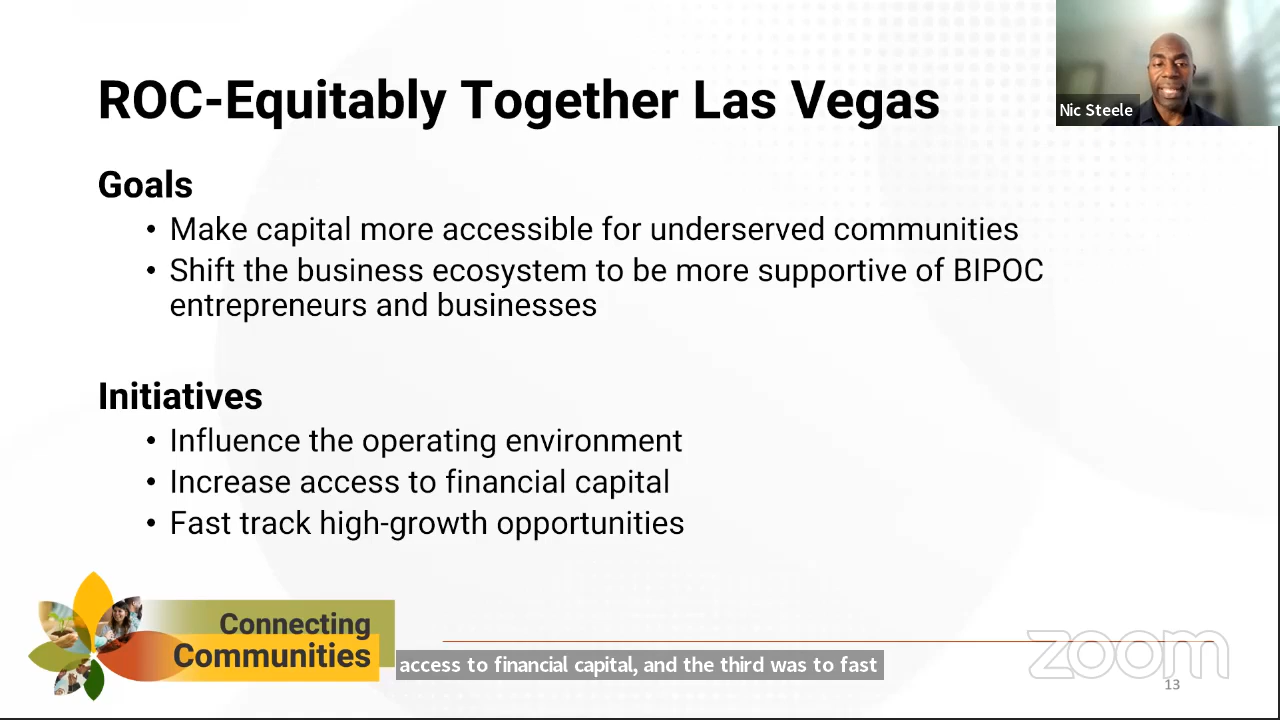 ROC-Equitably Together Las Vegas
Nic Steele
Goals
• Make capital more accessible for underserved communities
• Shift the business ecosystem to be more supportive of BIPOC
entrepreneurs and businesses
Initiatives
• Influence the operating environment
• Increase access to financial capital
• Fast track high-growth opportunities
Connecting
Communities
access to financial capital, and the third was to fast
zoom
13